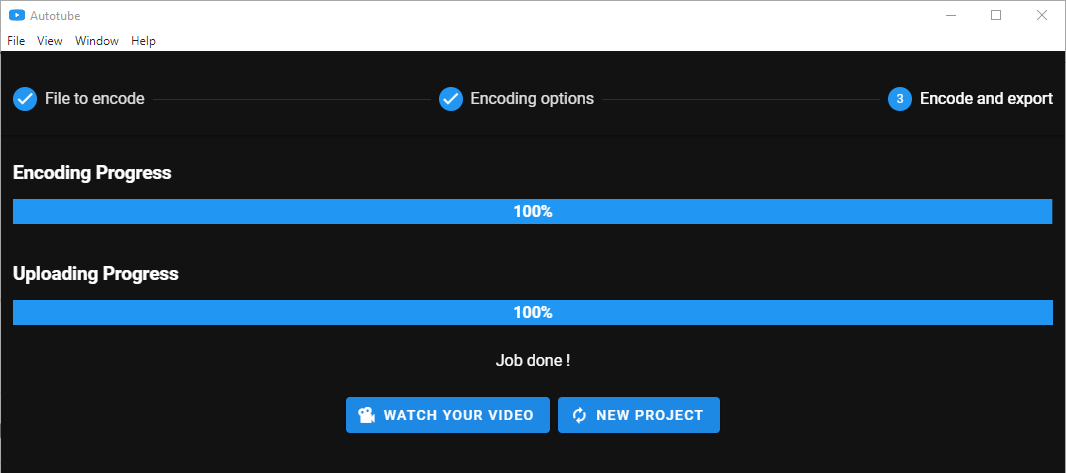 Autotube
File View Window Help
File to encode Encoding options 3 Encode and export
Encoding Progress
100%
Uploading Progress
100%
Job done !
WATCH YOUR VIDEO NEW PROJECT